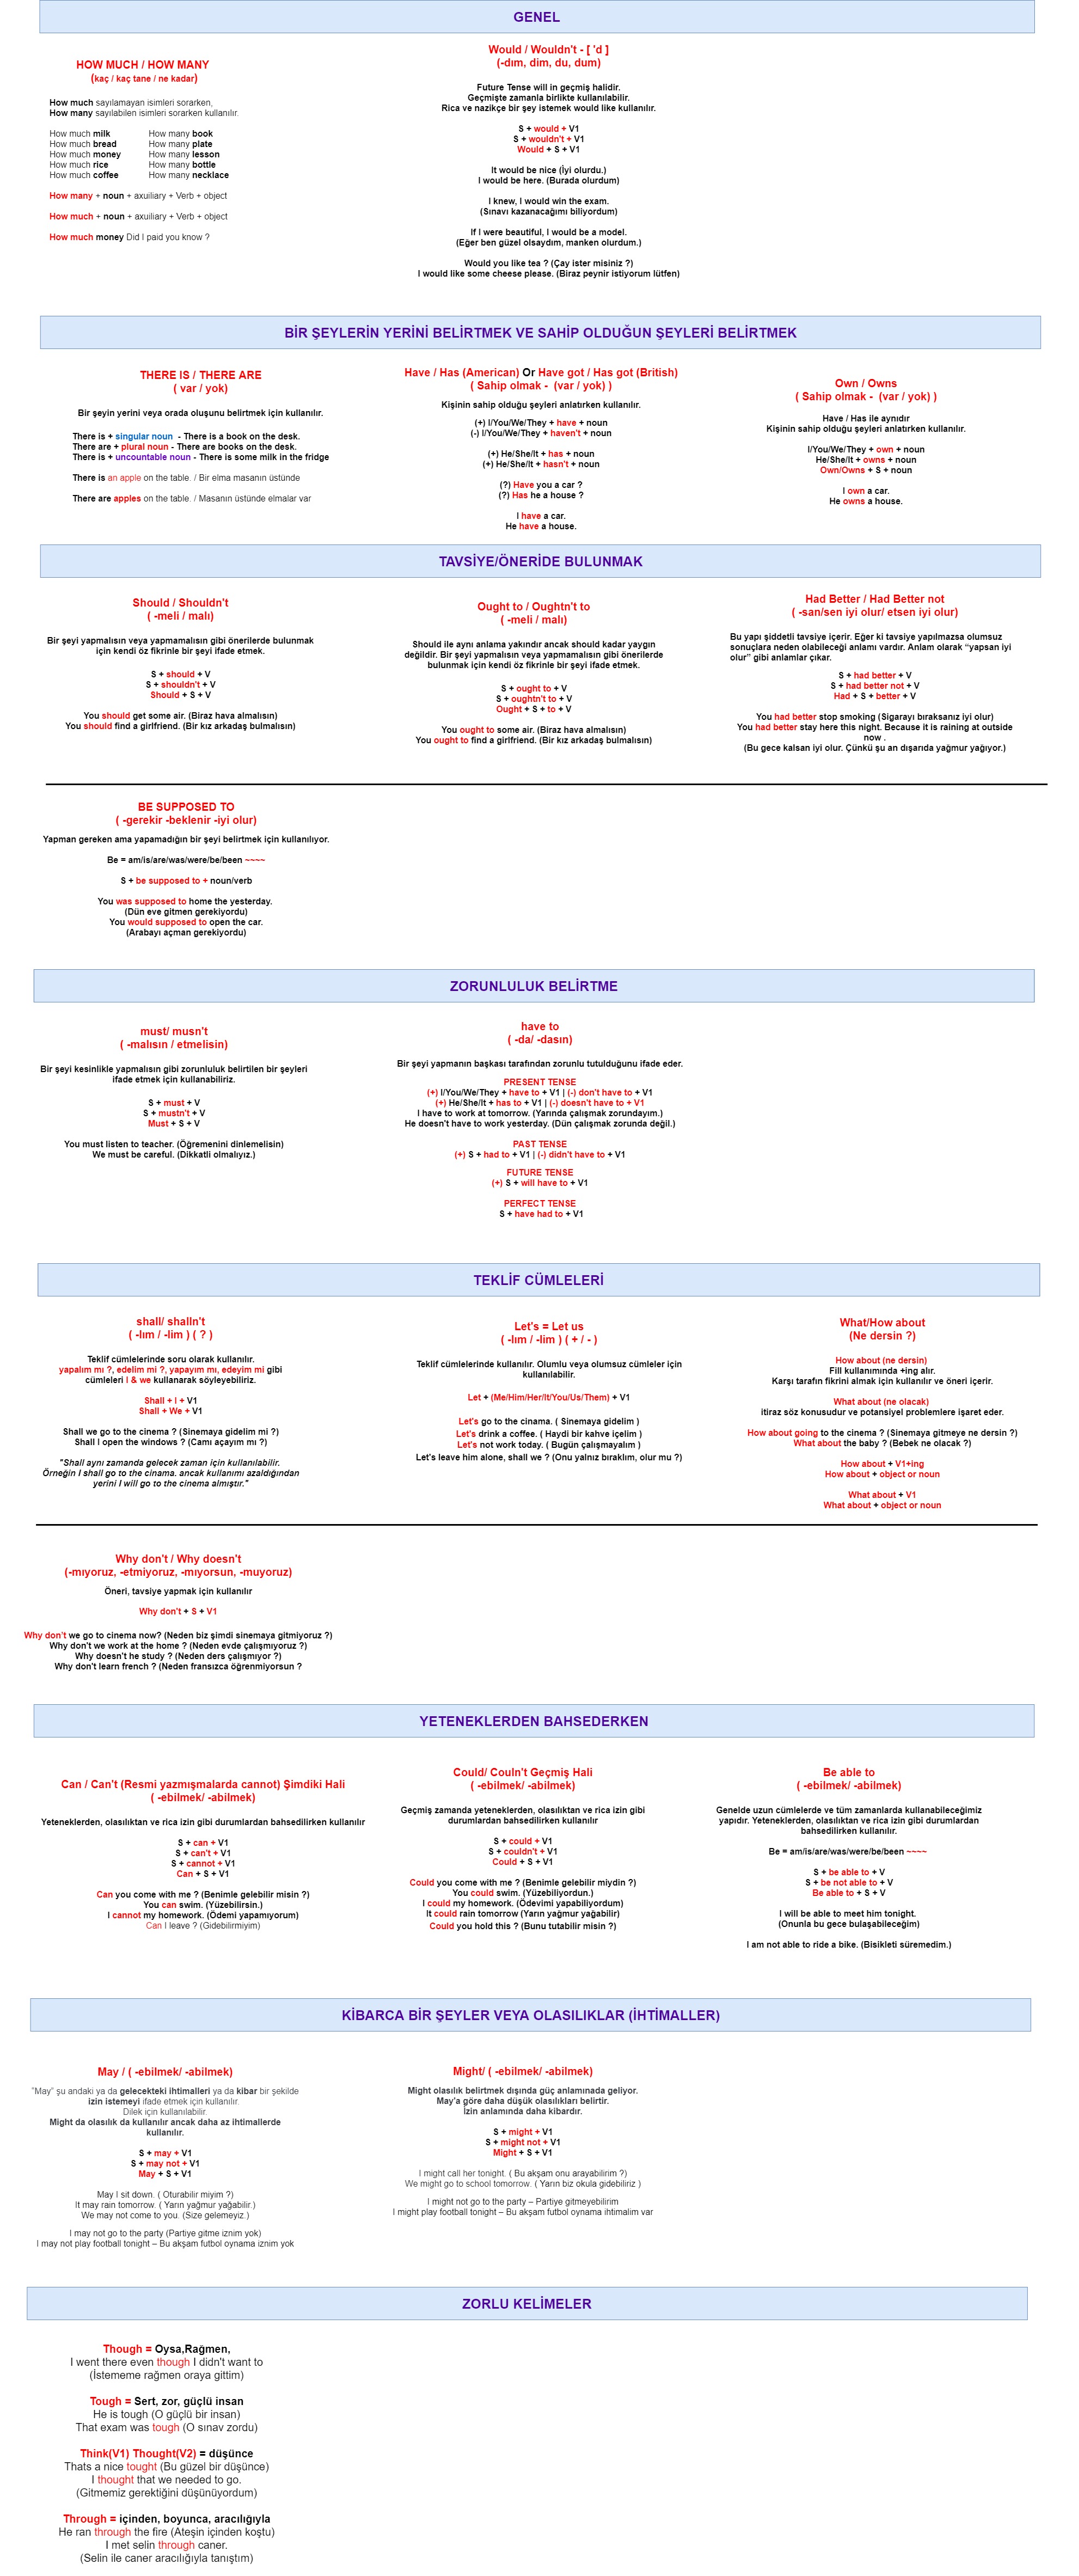 GENEL
HOW MUCH / HOW MANY
(kaç / kaç tane / ne kadar)
How much sayılamayan isimleri sorarken,
How many sayılabilen isimleri sorarken kullanılır.
How much milk How many book
How much bread How many plate
How much money How many lesson
How much rice How many bottle
How much coffee How many necklace
How many + noun + axuiliary + Verb + object
How much + noun + axuiliary + Verb + object
How much money Did I paid you know ?
Would / Wouldn't - [ 'd ]
(-dım, dim, du, dum)
Future Tense will in geçmiş halidir.
Geçmişte zamanla birlikte kullanılabilir.
Rica ve nazikçe bir şey istemek would like kullanılır.
S + would + V1
S + wouldn't + V1
Would + S + V1
It would be nice (İyi olurdu.)
I would be here. (Burada olurdum)
I knew, I would win the exam.
(Sınavı kazanacağımı biliyordum)
If I were beautiful, I would be a model.
(Eğer ben güzel olsaydım, manken olurdum.)
Would you like tea ? (Çay ister misiniz ?)
I would like some cheese please. (Biraz peynir istiyorum lütfen)
BİR ŞEYLERİN YERİNİ BELİRTMEK VE SAHİP OLDUĞUN ŞEYLERİ BELİRTMEK
THERE IS / THERE ARE
( var / yok)
Bir şeyin yerini veya orada oluşunu belirtmek için kullanılır.
There is + singular noun - There is a book on the desk.
There are + plural noun - There are books on the desk.
There is + uncountable noun - There is some milk in the fridge
There is an apple on the table. / Bir elma masanın üstünde
There are apples on the table. / Masanın üstünde elmalar var
Have / Has (American) Or Have got / Has got (British)
( Sahip olmak - (var / yok) )
Kişinin sahip olduğu şeyleri anlatırken kullanılır.
(+) I/You/We/They + have + noun
(-) I/You/We/They + haven't + noun
(+) He/She/It + has + noun
(+) He/She/It + hasn't + noun
(?) Have you a car ?
(?) Has he a house ?
I have a car.
He have a house.
Own / Owns
( Sahip olmak - (var / yok) )
Have / Has ile aynıdır
Kişinin sahip olduğu şeyleri anlatırken kullanılır.
I/You/We/They + own + noun
He/She/It + owns + noun
Own/Owns + S + noun
I own a car.
He owns a house.
TAVSİYE/ÖNERİDE BULUNMAK
Should / Shouldn't
( -meli / malı)
Bir şeyi yapmalısın veya yapmamalısın gibi önerilerde bulunmak
için kendi öz fikrinle bir şeyi ifade etmek.
S + should + V
S + shouldn't + V
Should + S + V
You should get some air. (Biraz hava almalısın)
You should find a girlfriend. (Bir kız arkadaş bulmalısın)
Ought to / Oughtn't to
( -meli / malı)
Should ile aynı anlama yakındır ancak should kadar yaygın
değildir. Bir şeyi yapmalısın veya yapmamalısın gibi önerilerde
bulunmak için kendi öz fikrinle bir şeyi ifade etmek.
S + ought to + V
S + oughtn't to + V
Ought + S + to + V
You ought to some air. (Biraz hava almalısın)
You ought to find a girlfriend. (Bir kız arkadaş bulmalısın)
Had Better / Had Better not
( -san/sen iyi olur/ etsen iyi olur)
Bu yapı şiddetli tavsiye içerir. Eğer ki tavsiye yapılmazsa olumsuz
sonuçlara neden olabileceği anlamı vardır. Anlam olarak “yapsan iyi
olur” gibi anlamlar çıkar.
S + had better + V
S + had better not + V
Had + S + better + V
You had better stop smoking (Sigarayı bıraksanız iyi olur)
You had better stay here this night. Because it is raining at outside
now .
(Bu gece kalsan iyi olur. Çünkü şu an dışarıda yağmur yağıyor.)
BE SUPPOSED TO
( -gerekir -beklenir -iyi olur)
Yapman gereken ama yapamadığın bir şeyi belirtmek için kullanılıyor.
Be = am/is/are/was/were/be/been ~~~~
S + be supposed to + noun/verb
You was supposed to home the yesterday.
(Dün eve gitmen gerekiyordu)
You would supposed to open the car.
(Arabayı açman gerekiyordu)
ZORUNLULUK BELİRTME
must/ musn't
( -malısın / etmelisin)
Bir şeyi kesinlikle yapmalısın gibi zorunluluk belirtilen bir şeyleri
ifade etmek için kullanabiliriz.
S + must + V
S + mustn't + V
Must + S + V
You must listen to teacher. (Öğremenini dinlemelisin)
We must be careful. (Dikkatli olmalıyız.)
have to
( -da/ -dasın)
Bir şeyi yapmanın başkası tarafından zorunlu tutulduğunu ifade eder.
PRESENT TENSE
(+) I/You/We/They + have to + V1 | (-) don't have to + V1
(+) He/She/It + has to + V1 | (-) doesn't have to + V1
I have to work at tomorrow. (Yarında çalışmak zorundayım.)
He doesn't have to work yesterday. (Dün çalışmak zorunda değil.)
PAST TENSE
(+) S + had to + V1 | (-) didn't have to + V1
FUTURE TENSE
(+) S + will have to + V1
PERFECT TENSE
S + have had to + V1
TEKLİF CÜMLELERİ
shall/ shalln't
( -lım / -lim ) ( ? )
Teklif cümlelerinde soru olarak kullanılır.
yapalım mı ?, edelim mi ?, yapayım mı, edeyim mi gibi
cümleleri I & we kullanarak söyleyebiliriz.
Shall + I + V1
Shall + We + V1
Shall we go to the cinema ? (Sinemaya gidelim mi ?)
Shall I open the windows ? (Camı açayım mı ?)
"Shall aynı zamanda gelecek zaman için kullanılabilir.
Örneğin I shall go to the cinama. ancak kullanımı azaldığından
yerini I will go to the cinema almıştır."
Let's = Let us
( -lım / -lim ) ( + / - )
Teklif cümlelerinde kullanılır. Olumlu veya olumsuz cümleler için
kullanılabilir.
Let + (Me/Him/Her/It/You/Us/Them) + V1
Let's go to the cinama. ( Sinemaya gidelim )
Let's drink a coffee. ( Haydi bir kahve içelim )
Let's not work today. ( Bugün çalışmayalım )
Let's leave him alone, shall we ? (Onu yalnız bıraklım, olur mu ?)
What/How about
(Ne dersin ?)
How about (ne dersin)
Fill kullanımında +ing alır.
Karşı tarafın fikrini almak için kullanılır ve öneri içerir.
What about (ne olacak)
itiraz söz konusudur ve potansiyel problemlere işaret eder.
How about going to the cinema ? (Sinemaya gitmeye ne dersin ?)
What about the baby ? (Bebek ne olacak ?)
How about + V1+ing
How about + object or noun
What about + V1
What about + object or noun
Why don't / Why doesn't
(-mıyoruz, -etmiyoruz, -mıyorsun, -muyoruz)
Öneri, tavsiye yapmak için kullanılır
Why don't + S + V1
Why don't we go to cinema now? (Neden biz şimdi sinemaya gitmiyoruz ?)
Why don't we work at the home ? (Neden evde çalışmıyoruz ?)
Why doesn't he study ? (Neden ders çalışmıyor ?)
Why don't learn french ? (Neden fransızca öğrenmiyorsun ?
YETENEKLERDEN BAHSEDERKEN
Can / Can't (Resmi yazmışmalarda cannot) Şimdiki Hali
( -ebilmek/ -abilmek)
Yeteneklerden, olasılıktan ve rica izin gibi durumlardan bahsedilirken kullanılır
S + can + V1
S + can't + V1
S + cannot + V1
Can + S + V1
Can you come with me ? (Benimle gelebilir misin ?)
You can swim. (Yüzebilirsin.)
I cannot my homework. (Ödemi yapamıyorum)
Can I leave ? (Gidebilirmiyim)
Could/ Couln't Geçmiş Hali
( -ebilmek/ -abilmek)
Geçmiş zamanda yeteneklerden, olasılıktan ve rica izin gibi
durumlardan bahsedilirken kullanılır
S + could + V1
S + couldn't + V1
Could + S + V1
Could you come with me ? (Benimle gelebilir miydin ?)
You could swim. (Yüzebiliyordun.)
I could my homework. (Ödevimi yapabiliyordum)
It could rain tomorrow (Yarın yağmur yağabilir)
Could you hold this ? (Bunu tutabilir misin ?)
Be able to
( -ebilmek/ -abilmek)
Genelde uzun cümlelerde ve tüm zamanlarda kullanabileceğimiz
yapıdır. Yeteneklerden, olasılıktan ve rica izin gibi durumlardan
bahsedilirken kullanılır.
Be = am/is/are/was/were/be/been ~~~~
S + be able to + V
S + be not able to + V
Be able to + S + V
I will be able to meet him tonight.
(Onunla bu gece bulaşabileceğim)
I am not able to ride a bike. (Bisikleti süremedim.)
KİBARCA BİR ŞEYLER VEYA OLASILIKLAR (İHTİMALLER)
May / ( -ebilmek/ -abilmek)
“May” şu andaki ya da gelecekteki ihtimalleri ya da kibar bir şekilde
izin istemeyi ifade etmek için kullanılır.
Dilek için kullanılabilir.
Might da olasılık da kullanılır ancak daha az ihtimallerde
kullanılır.
S + may + V1
S + may not + V1
May + S + V1
May I sit down. ( Oturabilir miyim ?)
It may rain tomorrow. ( Yarın yağmur yağabilir.)
We may not come to you. (Size gelemeyiz.)
I may not go to the party (Partiye gitme iznim yok)
I may not play football tonight – Bu akşam futbol oynama iznim yok
Might/ ( -ebilmek/ -abilmek)
Might olasılık belirtmek dışında güç anlamınada geliyor.
May'a göre daha düşük olasılıkları belirtir.
İzin anlamında daha kibardır.
S + might + V1
S + might not + V1
Might + S + V1
I might call her tonight. ( Bu akşam onu arayabilirim ?)
We might go to school tomorrow. ( Yarın biz okula gidebiliriz )
I might not go to the party – Partiye gitmeyebilirim
I might play football tonight – Bu akşam futbol oynama ihtimalim var
ZORLU KELİMELER
Though = Oysa,Rağmen,
I went there even though I didn't want to
(İstememe rağmen oraya gittim)
Tough = Sert, zor, güçlü insan
He is tough (O güçlü bir insan)
That exam was tough (O sınav zordu)
Think(V1) Thought(V2) = düşünce
Thats a nice tought (Bu güzel bir düşünce)
I thought that we needed to go.
(Gitmemiz gerektiğini düşünüyordum)
Through = içinden, boyunca, aracılığıyla
He ran through the fire (Ateşin içinden koştu)
I met selin through caner.
(Selin ile caner aracılığıyla tanıştım)